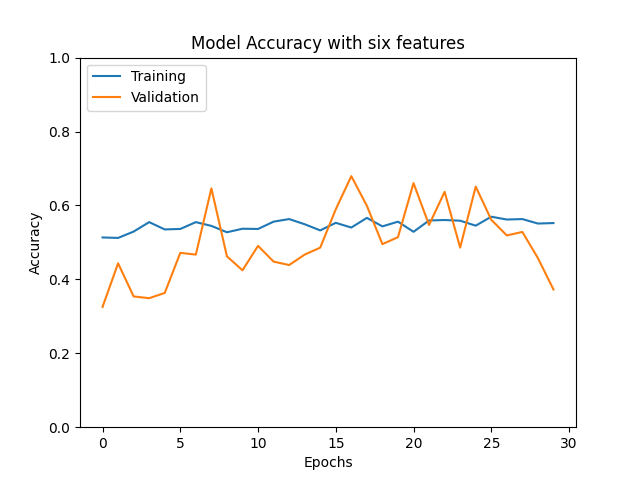 Model Accuracy with six features
Training
Validation
Accuracy
1.0
0.8
0.6
0.4
0.2
0.0
0 5 10 15 20 25 30
Epochs